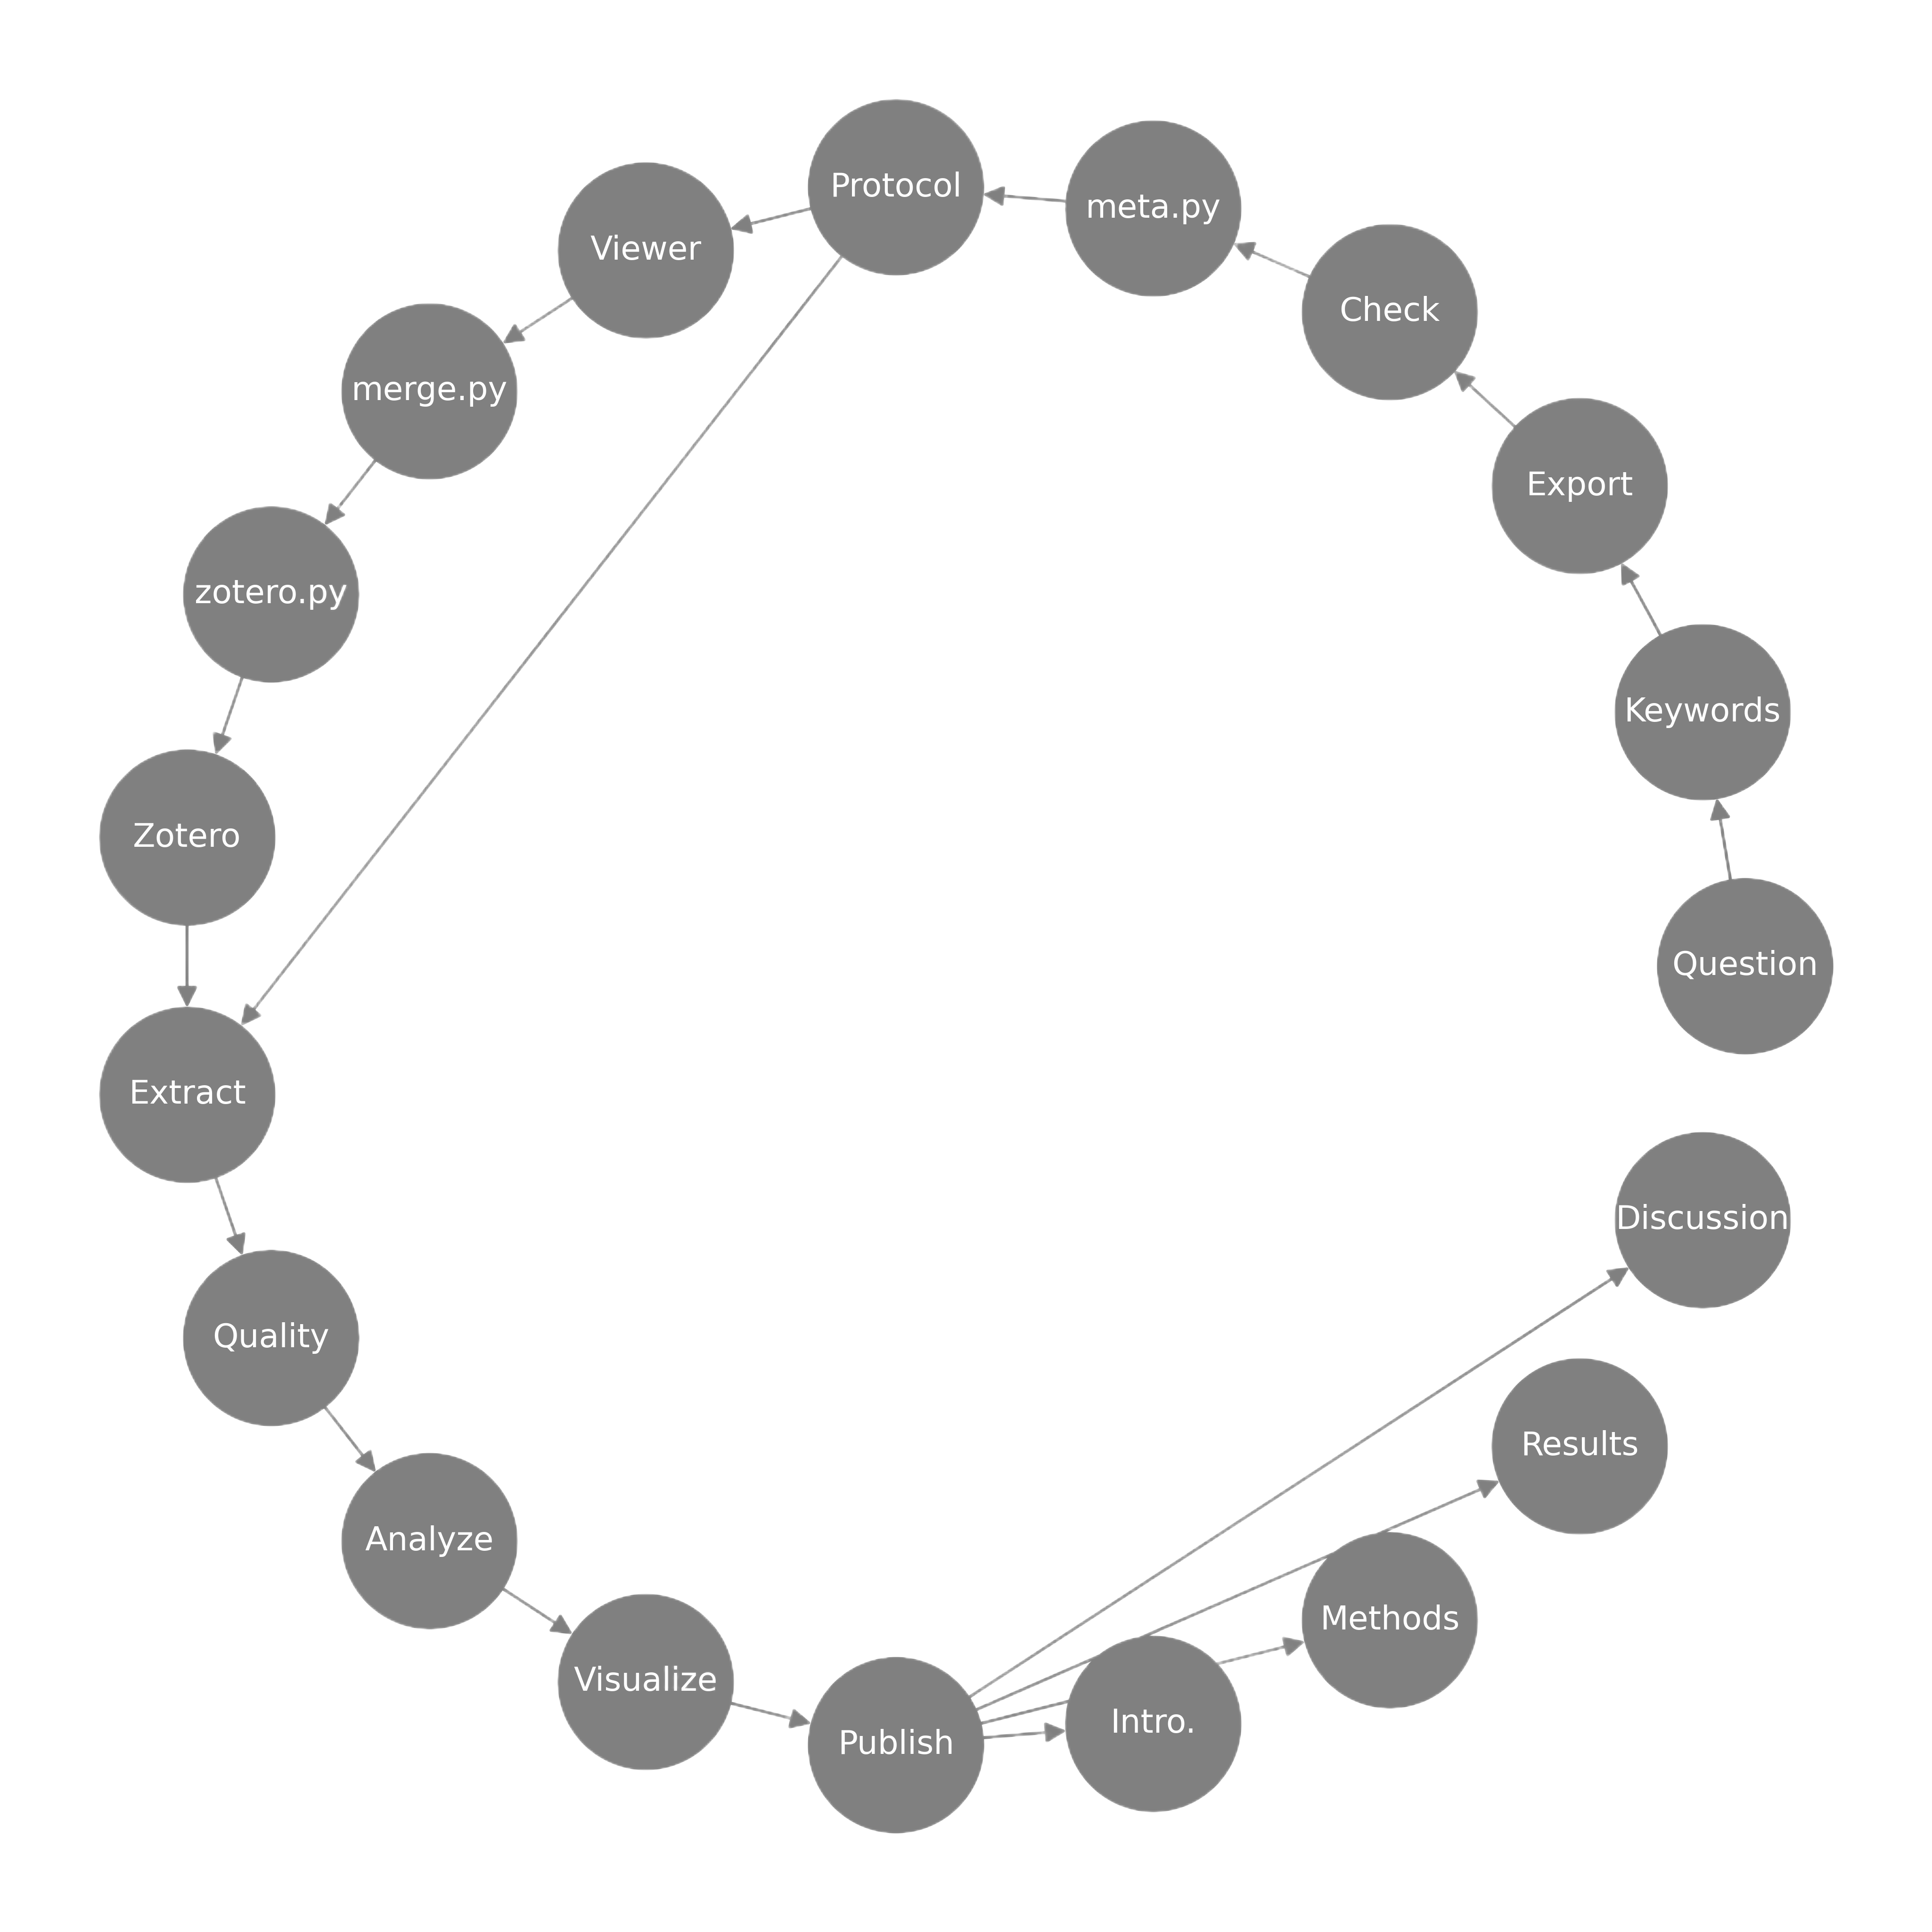 Question
Keywords
Export
Check
meta.py
Protocol
Viewer
merge.py
zotero.py
Zotero
Extract
Quality
Analyze
Visualize
Publish
Intro.
Methods
Results
Discussion